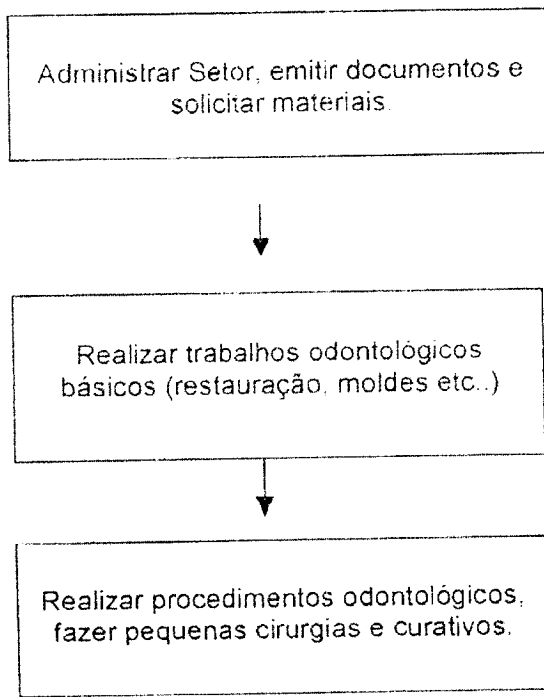 Administrar Setor, emitir documentos e
solicitar materiais.
Realizar trabalhos odontológicos
básicos (restauração, moldes etc..)
Realizar procedimentos odontológicos,
fazer pequenas cirurgias e curativos.